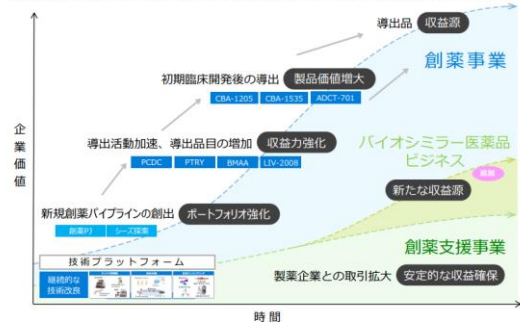 導出品 収益源
創薬事業
初期臨床開発後の導出 製品価値増大
CBA-1205 CBA-1535 ADCT-701
企業価値
導出活動加速、導出品目の増加 収益力強化
PCDC PTRY BMAA LIV-2008
バイオシミラー医薬品
ビジネス
新たな収益源
新規創薬パイプラインの創出 ポートフォリオ強化
創薬PJ シーズ探索
技術プラットフォーム
継続的な
技術改良
創薬支援事業
製薬企業との取引拡大 安定的な収益確保
時間